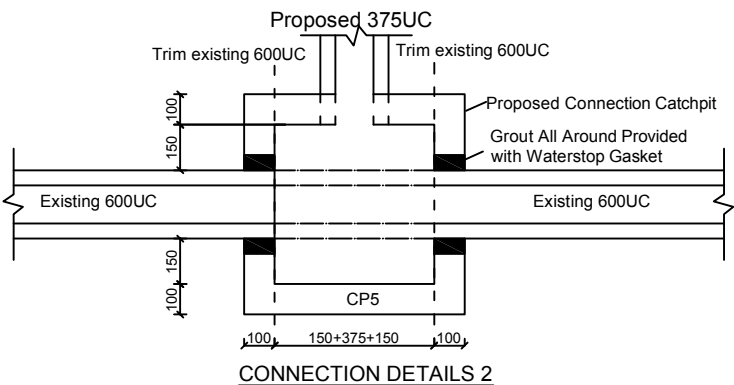 Proposed 375UC
Trim existing 600UC
Trim existing 600UC
100
Proposed Connection Catchpit
150
Grout All Around Provided
with Waterstop Gasket
Existing 600UC
Existing 600UC
150
100
CP5
100
150+375+150
100
CONNECTION DETAILS 2